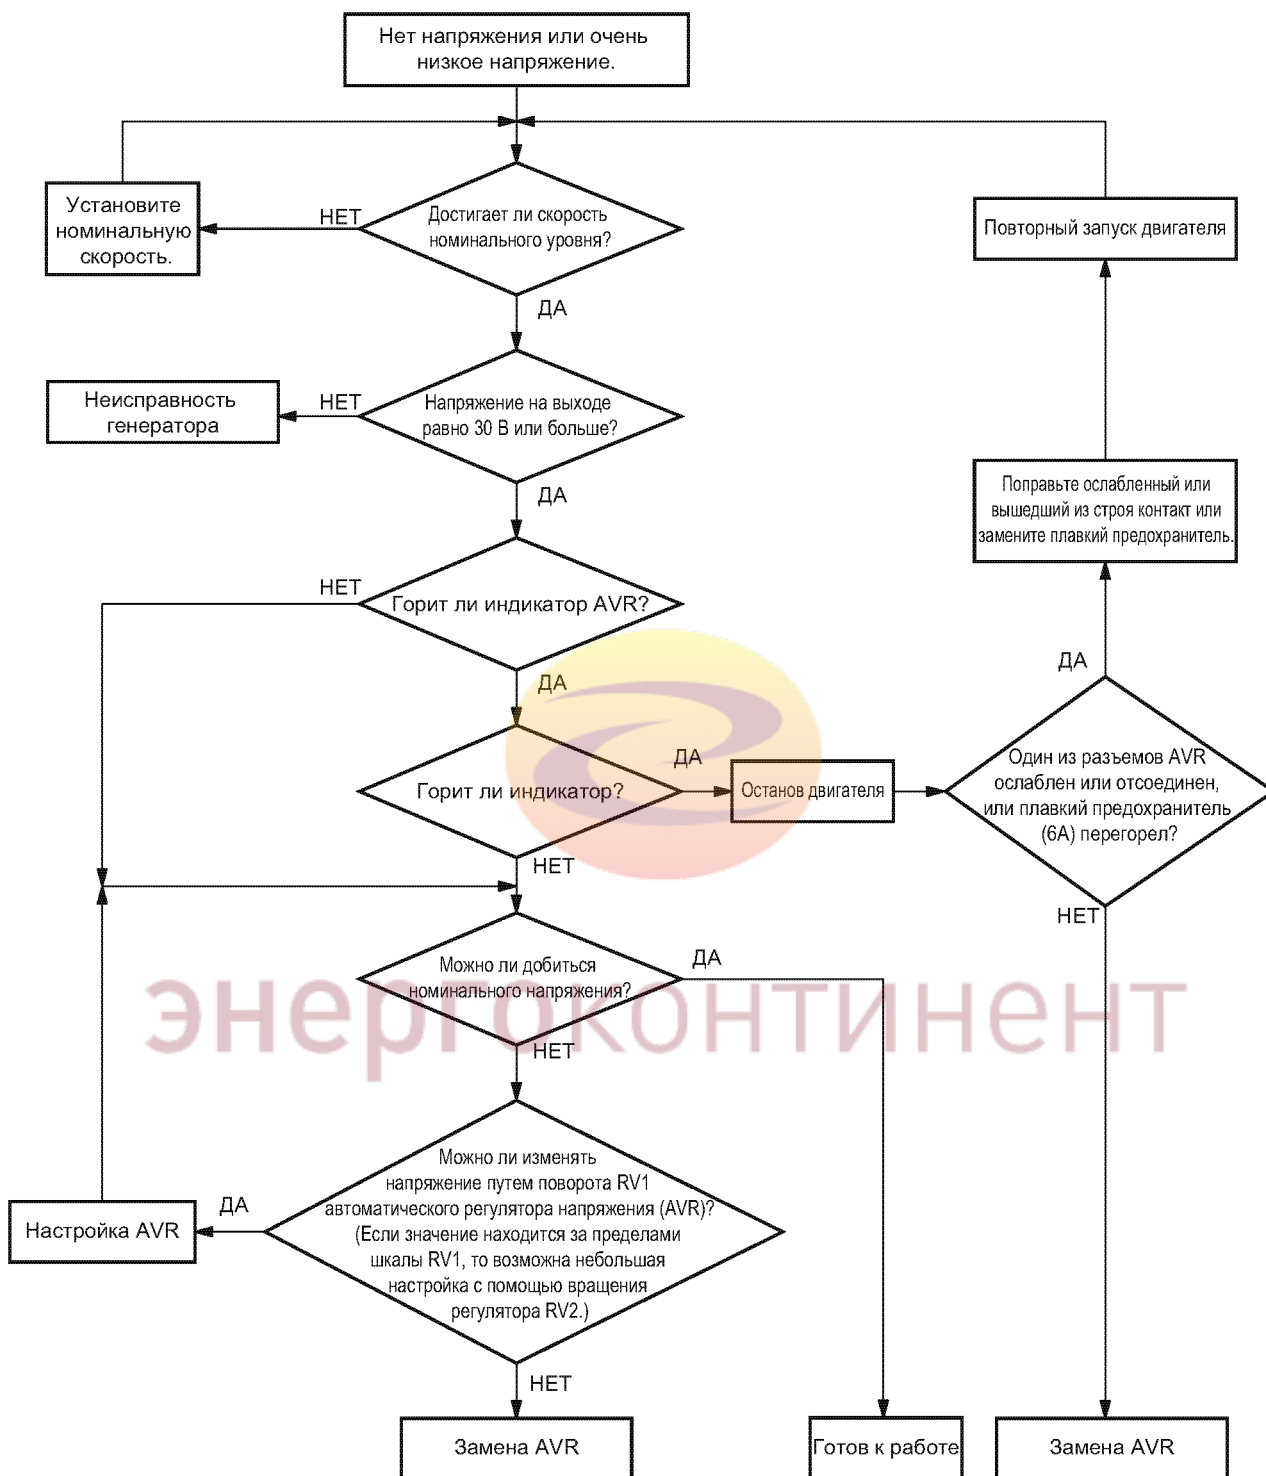 Нет напряжения или очень
низкое напряжение.
Установите
номинальную
скорость.
НЕТ
Достигает ли скорость
номинального уровня?
Повторный запуск двигателя
ДА
Неисправность
генератора
НЕТ
Напряжение на выходе
равно 30 В или больше?
ДА
Поправьте ослабленный или
вышедший из строя контакт или
замените плавкий предохранитель.
НЕТ
Горит ли индикатор AVR?
ДА
ДА
Горит ли индикатор?
ДА
Останов двигателя
Один из разъемов AVR
ослаблен или отсоединен,
или плавкий предохранитель
(6А) перегорел?
НЕТ
НЕТ
Можно ли добиться
номинального напряжения?
ДА
энергоконтинент
НЕТ
Можно ли изменять
напряжение путем поворота RV1
автоматического регулятора напряжения (AVR)?
(Если значение находится за пределами
шкалы RV1, то возможна небольшая
настройка с помощью вращения
регулятора RV2.)
ДА
Настройка AVR
НЕТ
Замена AVR
Готов к работе
Замена AVR